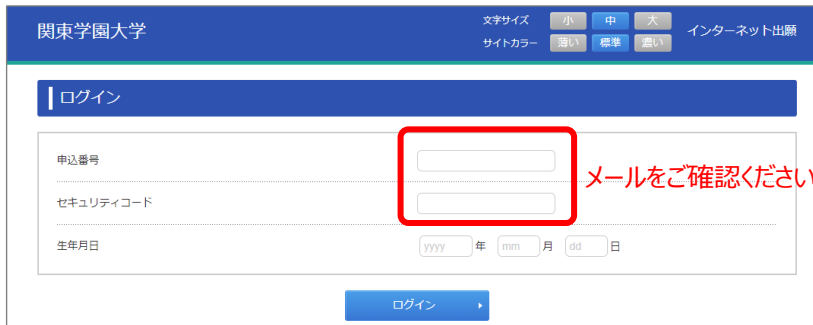 関東学園大学
文字サイズ 小 中 大
サイトカラー 薄い 標準 濃い
インターネット出願
ログイン
申込番号
メールをご確認ください
セキュリティコード
生年月日 yyyy 年 mm 月 dd 日
ログイン